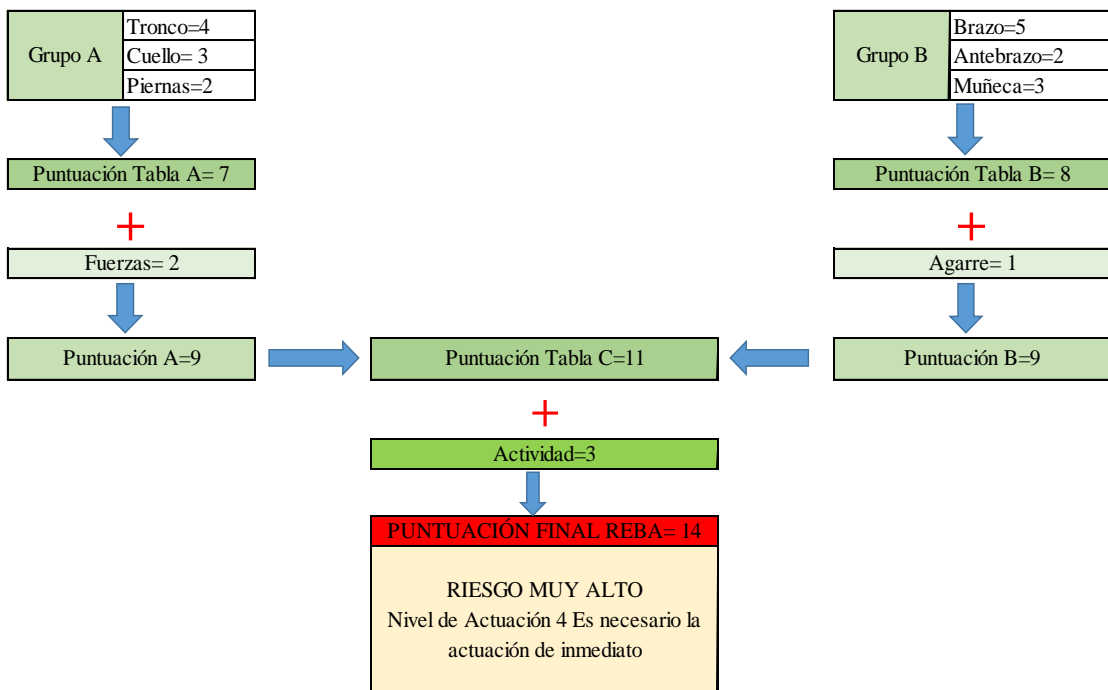 Grupo A
Tronco=4
Cuello= 3
Piernas=2
Grupo B
Brazo=5
Antebrazo=2
Muñeca=3
Puntuación Tabla A= 7
Puntuación Tabla B= 8
+
+
Fuerzas= 2
Agarre= 1
Puntuación A=9
Puntuación Tabla C=11
Puntuación B=9
+
Actividad=3
PUNTUACIÓN FINAL REBA= 14
RIESGO MUY ALTO
Nivel de Actuación 4 Es necesario la
actuación de inmediato